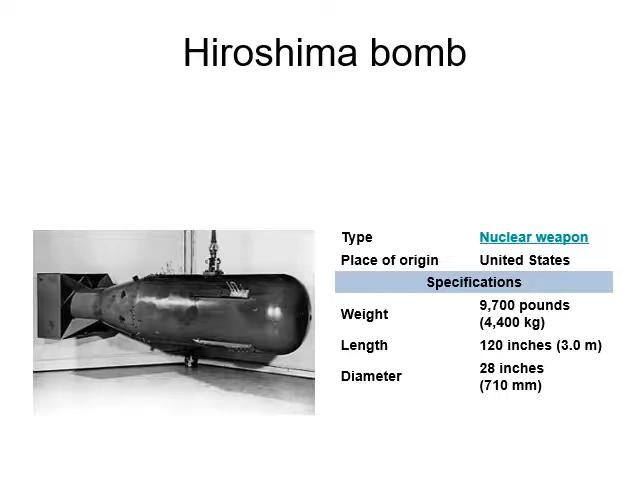 Hiroshima bomb
Type Nuclear weapon
Place of origin United States
Specifications
Weight 9,700 pounds
(4,400 kg)
Length 120 inches (3.0 m)
Diameter 28 inches
(710 mm)